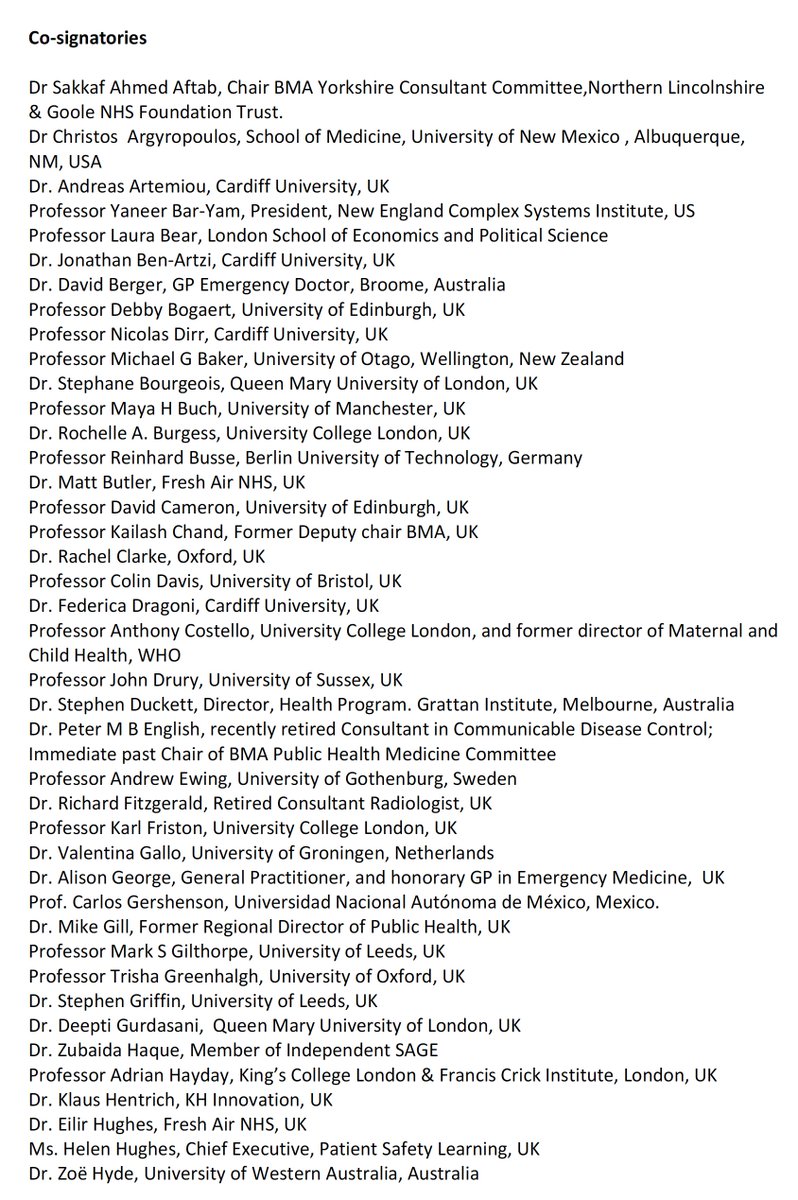 Co-signatories
Dr Sakkaf Ahmed Aftab, Chair BMA Yorkshire Consultant Committee,Northern Lincolnshire
& Goole NHS Foundation Trust.
Dr Christos  Argyropoulos, School of Medicine, University of New Mexico , Albuquerque,
NM, USA
Dr. Andreas Artemiou, Cardiff University, UK
Professor Yaneer Bar-Yam, President, New England Complex Systems Institute, US
Professor Laura Bear, London School of Economics and Political Science
Dr. Jonathan Ben-Artzi, Cardiff University, UK
Dr. David Berger, GP Emergency Doctor, Broome, Australia
Professor Debby Bogaert, University of Edinburgh, UK
Professor Nicolas Dirr, Cardiff University, UK
Professor Michael G Baker, University of Otago, Wellington, New Zealand
Dr. Stephane Bourgeois, Queen Mary University of London, UK
Professor Maya H Buch, University of Manchester, UK
Dr. Rochelle A. Burgess, University College London, UK
Professor Reinhard Busse, Berlin University of Technology, Germany
Dr. Matt Butler, Fresh Air NHS, UK
Professor David Cameron, University of Edinburgh, UK
Professor Kailash Chand, Former Deputy chair BMA, UK
Dr. Rachel Clarke, Oxford, UK
Professor Colin Davis, University of Bristol, UK
Dr. Federica Dragoni, Cardiff University, UK
Professor Anthony Costello, University College London, and former director of Maternal and
Child Health, WHO
Professor John Drury, University of Sussex, UK
Dr. Stephen Duckett, Director, Health Program. Grattan Institute, Melbourne, Australia
Dr. Peter M B English, recently retired Consultant in Communicable Disease Control;
Immediate past Chair of BMA Public Health Medicine Committee
Professor Andrew Ewing, University of Gothenburg, Sweden
Dr. Richard Fitzgerald, Retired Consultant Radiologist, UK
Professor Karl Friston, University College London, UK
Dr. Valentina Gallo, University of Groningen, Netherlands
Dr. Alison George, General Practitioner, and honorary GP in Emergency Medicine,  UK
Prof. Carlos Gershenson, Universidad Nacional Autónoma de México, Mexico.
Dr. Mike Gill, Former Regional Director of Public Health, UK
Professor Mark S Gilthorpe, University of Leeds, UK
Professor Trisha Greenhalgh, University of Oxford, UK
Dr. Stephen Griffin, University of Leeds, UK
Dr. Deepti Gurdasani,  Queen Mary University of London, UK
Dr. Zubaida Haque, Member of Independent SAGE
Professor Adrian Hayday, King’s College London & Francis Crick Institute, London, UK
Dr. Klaus Hentrich, KH Innovation, UK
Dr. Eilir Hughes, Fresh Air NHS, UK
Ms. Helen Hughes, Chief Executive, Patient Safety Learning, UK
Dr. Zoë Hyde, University of Western Australia, Australia